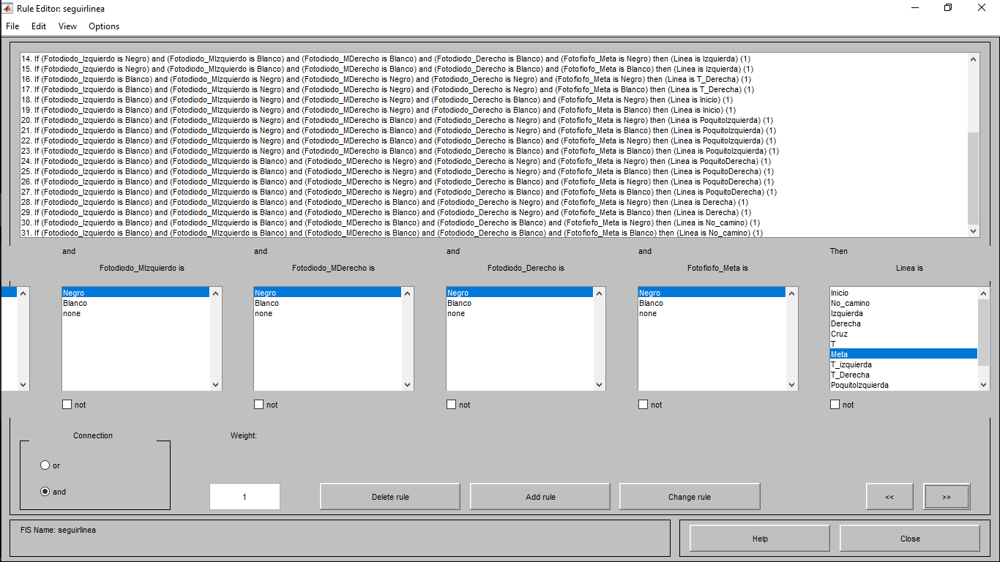 Rule Editor: seguirlinea
File Edit View Options
14. If (Fotodiodo_Izquierdo is Negro) and (Fotodiodo_MIzquierdo is Blanco) and (Fotodiodo_MDerecho is Blanco) and (Fotodiodo_Derecho is Blanco) and (Fotofiofo_Meta is Negro) then (Linea is Izquierda) (1)
15. If (Fotodiodo_Izquierdo is Negro) and (Fotodiodo_MIzquierdo is Blanco) and (Fotodiodo_MDerecho is Blanco) and (Fotodiodo_Derecho is Blanco) and (Fotofiofo_Meta is Blanco) then (Linea is Izquierda) (1)
16. If (Fotodiodo_Izquierdo is Blanco) and (Fotodiodo_MIzquierdo is Negro) and (Fotodiodo_MDerecho is Negro) and (Fotodiodo_Derecho is Negro) and (Fotofiofo_Meta is Negro) then (Linea is T_Derecha) (1)
17. If (Fotodiodo_Izquierdo is Blanco) and (Fotodiodo_MIzquierdo is Negro) and (Fotodiodo_MDerecho is Negro) and (Fotodiodo_Derecho is Negro) and (Fotofiofo_Meta is Blanco) then (Linea is T_Derecha) (1)
18. If (Fotodiodo_Izquierdo is Blanco) and (Fotodiodo_MIzquierdo is Negro) and (Fotodiodo_MDerecho is Negro) and (Fotodiodo_Derecho is Blanco) and (Fotofiofo_Meta is Negro) then (Linea is Inicio) (1)
19. If (Fotodiodo_Izquierdo is Blanco) and (Fotodiodo_MIzquierdo is Negro) and (Fotodiodo_MDerecho is Negro) and (Fotodiodo_Derecho is Blanco) and (Fotofiofo_Meta is Blanco) then (Linea is Inicio) (1)
20. If (Fotodiodo_Izquierdo is Blanco) and (Fotodiodo_MIzquierdo is Negro) and (Fotodiodo_MDerecho is Blanco) and (Fotodiodo_Derecho is Negro) and (Fotofiofo_Meta is Negro) then (Linea is PoquitoIzquierda) (1)
21. If (Fotodiodo_Izquierdo is Blanco) and (Fotodiodo_MIzquierdo is Negro) and (Fotodiodo_MDerecho is Blanco) and (Fotodiodo_Derecho is Negro) and (Fotofiofo_Meta is Blanco) then (Linea is PoquitoIzquierda) (1)
22. If (Fotodiodo_Izquierdo is Blanco) and (Fotodiodo_MIzquierdo is Negro) and (Fotodiodo_MDerecho is Blanco) and (Fotodiodo_Derecho is Blanco) and (Fotofiofo_Meta is Negro) then (Linea is PoquitoIzquierda) (1)
23. If (Fotodiodo_Izquierdo is Blanco) and (Fotodiodo_MIzquierdo is Negro) and (Fotodiodo_MDerecho is Blanco) and (Fotodiodo_Derecho is Blanco) and (Fotofiofo_Meta is Blanco) then (Linea is PoquitoIzquierda) (1)
24. If (Fotodiodo_Izquierdo is Blanco) and (Fotodiodo_MIzquierdo is Blanco) and (Fotodiodo_MDerecho is Negro) and (Fotodiodo_Derecho is Negro) and (Fotofiofo_Meta is Negro) then (Linea is PoquitoDerecha) (1)
25. If (Fotodiodo_Izquierdo is Blanco) and (Fotodiodo_MIzquierdo is Blanco) and (Fotodiodo_MDerecho is Negro) and (Fotodiodo_Derecho is Negro) and (Fotofiofo_Meta is Blanco) then (Linea is PoquitoDerecha) (1)
26. If (Fotodiodo_Izquierdo is Blanco) and (Fotodiodo_MIzquierdo is Blanco) and (Fotodiodo_MDerecho is Negro) and (Fotodiodo_Derecho is Blanco) and (Fotofiofo_Meta is Negro) then (Linea is PoquitoDerecha) (1)
27. If (Fotodiodo_Izquierdo is Blanco) and (Fotodiodo_MIzquierdo is Blanco) and (Fotodiodo_MDerecho is Negro) and (Fotodiodo_Derecho is Blanco) and (Fotofiofo_Meta is Blanco) then (Linea is PoquitoDerecha) (1)
28. If (Fotodiodo_Izquierdo is Blanco) and (Fotodiodo_MIzquierdo is Blanco) and (Fotodiodo_MDerecho is Blanco) and (Fotodiodo_Derecho is Negro) and (Fotofiofo_Meta is Negro) then (Linea is Derecha) (1)
29. If (Fotodiodo_Izquierdo is Blanco) and (Fotodiodo_MIzquierdo is Blanco) and (Fotodiodo_MDerecho is Blanco) and (Fotodiodo_Derecho is Negro) and (Fotofiofo_Meta is Blanco) then (Linea is Derecha) (1)
30. If (Fotodiodo_Izquierdo is Blanco) and (Fotodiodo_MIzquierdo is Blanco) and (Fotodiodo_MDerecho is Blanco) and (Fotodiodo_Derecho is Blanco) and (Fotofiofo_Meta is Negro) then (Linea is No_camino) (1)
31. If (Fotodiodo_Izquierdo is Blanco) and (Fotodiodo_MIzquierdo is Blanco) and (Fotodiodo_MDerecho is Blanco) and (Fotodiodo_Derecho is Blanco) and (Fotofiofo_Meta is Blanco) then (Linea is No_camino) (1)
and and and and Then
Fotodiodo_MIzquierdo is Fotodiodo_MDerecho is Fotodiodo_Derecho is Fotofiofo_Meta is Linea is
Negro Negro Negro Negro Inicio
Blanco Blanco Blanco Blanco No_camino
none none none none Izquierda
Derecha
Cruz
T
Meta
T_izquierda
T_Derecha
PoquitoIzquierda
not not not not not
Connection Weight:
or
and 1 Delete rule Add rule Change rule << >>
FIS Name: seguirlinea
Help Close